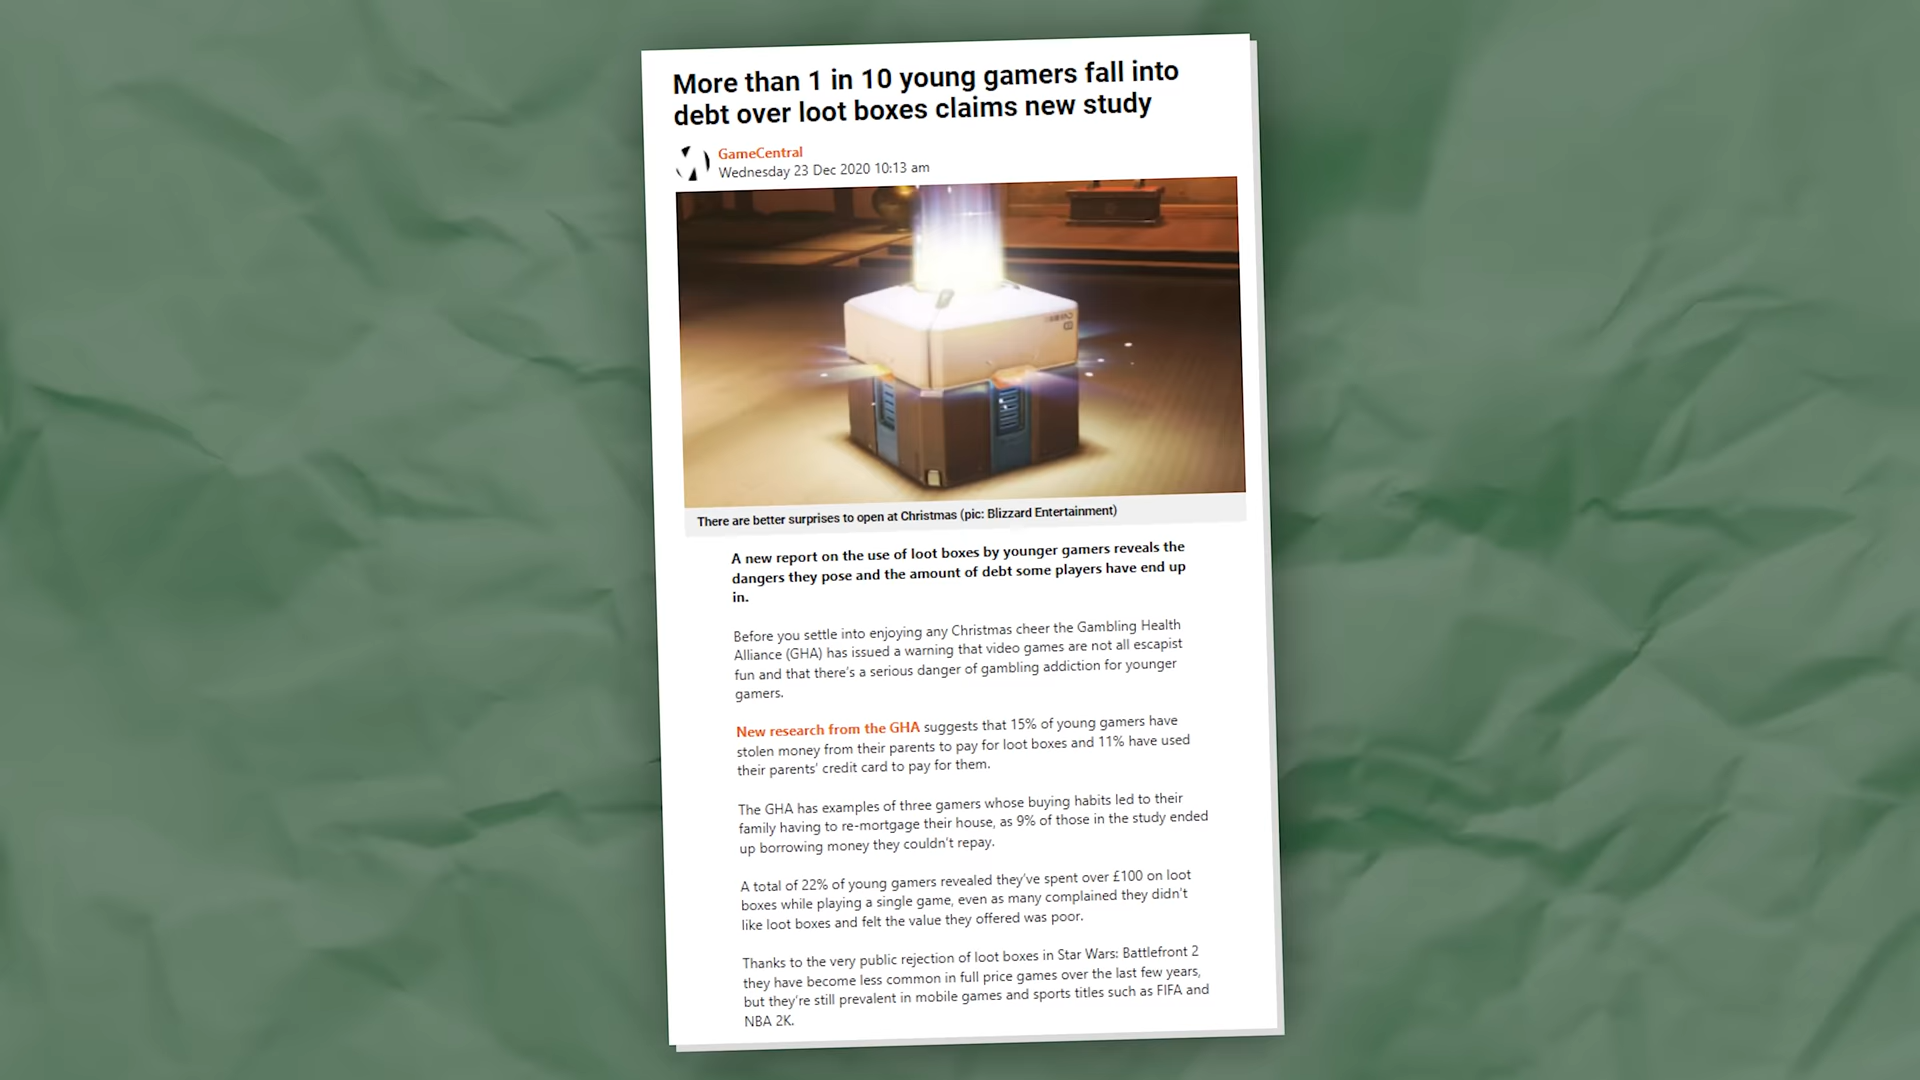 More than 1 in 10 young gamers fall into
debt over loot boxes claims new study
GameCentral
Wednesday 23 Dec 2020 10:13 am
There are better surprises to open at Christmas (pic: Blizzard Entertainment)
A new report on the use of loot boxes by younger gamers reveals the
dangers they pose and the amount of debt some players have end up
in.
Before you settle into enjoying any Christmas cheer the Gambling Health
Alliance (GHA) has issued a warning that video games are not all escapist
fun and that there's a serious danger of gambling addiction for younger
gamers.
New research from the GHA suggests that 15% of young gamers have
stolen money from their parents to pay for loot boxes and 11% have used
their parents' credit card to pay for them.
The GHA has examples of three gamers whose buying habits led to their
family having to re-mortgage their house, as 9% of those in the study ended
up borrowing money they couldn't repay.
A total of 22% of young gamers revealed they've spent over £100 on loot
boxes while playing a single game, even as many complained they didn't
like loot boxes and felt the value they offered was poor.
Thanks to the very public rejection of loot boxes in Star Wars: Battlefront 2
they have become less common in full price games over the last few years,
but they're still prevalent in mobile games and sports titles such as FIFA and
NBA 2K.